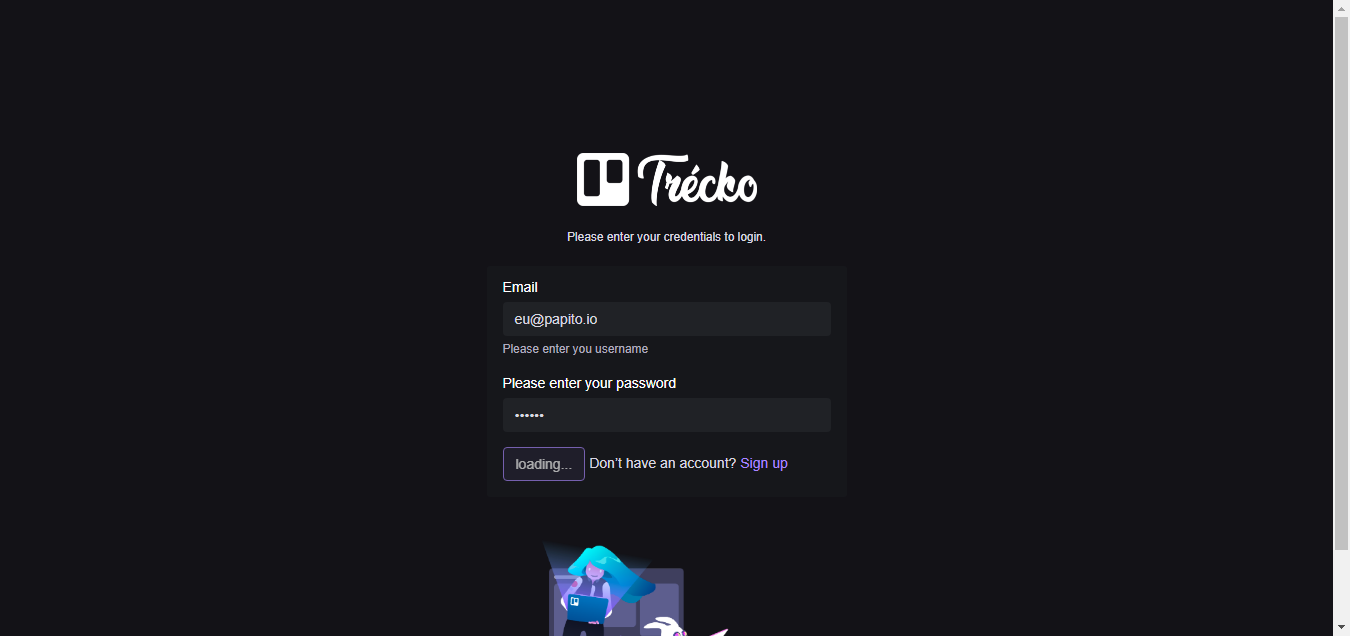 Trécko
Please enter your credentials to login.
Email
eu@papito.io
Please enter you username
Please enter your password
••••••
loading... Don’t have an account? Sign up